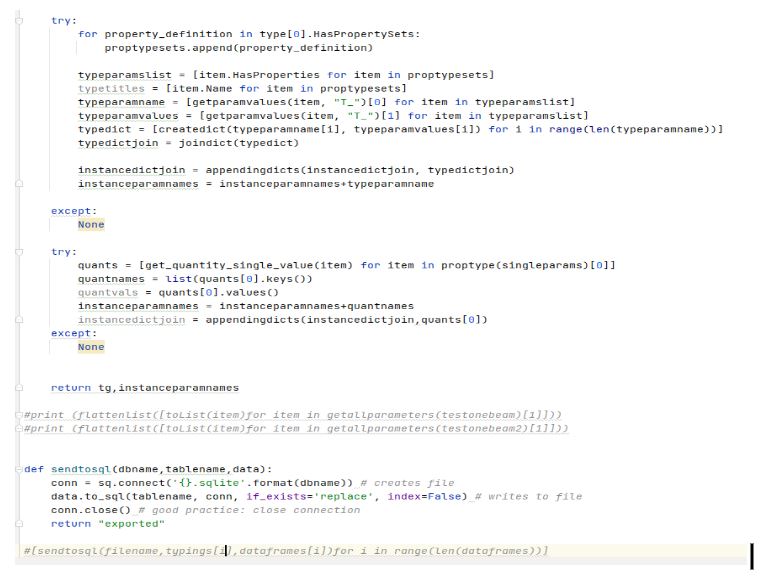 try:
for property_definition in type[0].HasPropertySets:
proptypesets.append(property_definition)
typeparamslist = [item.HasProperties for item in proptypesets]
typetitles = [item.Name for item in proptypesets]
typeparamname = [getparamvalues(item, "T_")[0] for item in typeparamslist]
typeparamvalues = [getparamvalues(item, "T_")[1] for item in typeparamslist]
typedict = [createdict(typeparamname[i], typeparamvalues[i]) for i in range(len(typeparamname))]
typedictjoin = joindict(typedict)
instancedictjoin = appendingdicts(instancedictjoin, typedictjoin)
instanceparamnames = instanceparamnames+typeparamname
except:
None
try:
quants = [get_quantity_single_value(item) for item in proptype(singleparams)[0]]
quantnames = list(quants[0].keys())
quantvals = quants[0].values()
instanceparamnames = instanceparamnames+quantnames
instancedictjoin = appendingdicts(instancedictjoin,quants[0])
except:
None
return tg,instanceparamnames
#print (flattenlist([toList(item)for item in getallparameters(testonebeam)[1]]))
#print (flattenlist([toList(item)for item in getallparameters(testonebeam2)[1]]))
def sendtosql(dbname,tablename,data):
conn = sq.connect('{}.sqlite'.format(dbname)) # creates file
data.to_sql(tablename, conn, if_exists='replace', index=False) # writes to file
conn.close() # good practice: close connection
return "exported"
#[sendtosql(filename,typings[i],dataframes[i])for i in range(len(dataframes))]